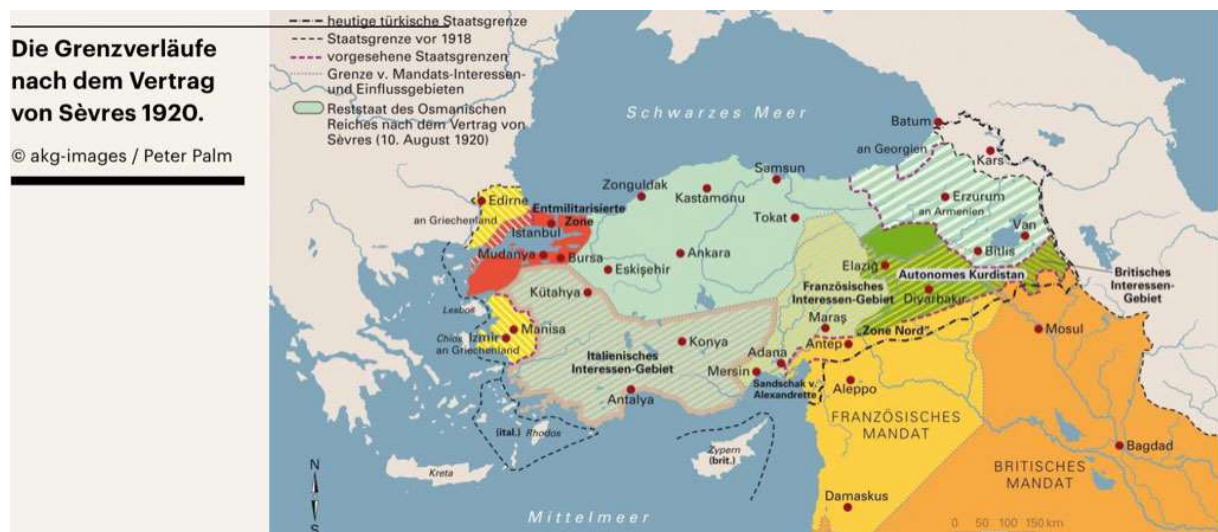 Die Grenzverläufe
nach dem Vertrag
von Sèvres 1920.
© akg-images / Peter Palm
heutige türkische Staatsgrenze
Staatsgrenze vor 1918
vorgesehene Staatsgrenzen
Grenze v. Mandats-Interessen-
und Einflussgebieten
Reststaat des Osmanischen
Reiches nach dem Vertrag von
Sèvres (10. August 1920)
Schwarzes Meer
Batum
an Georgien
Kars
Samsun
Zonguldak
Kastamonu
Edirne
an Griechenland
Entmilitarisierte
Zone
Istanbul
Tokat
Erzurum
an Armenien
Van
Mudanya
Bursa
Ankara
Eskişehir
Bitlis
Elazığ
Autonomes Kurdistan
Britisches
Interessen-
Gebiet
Kütahya
Französisches
Interessen-Gebiet
Diyarbakır
Lesbos
Manisa
Maraş
„Zone Nord"
Mosul
Chios
Izmir
an Griechenland
Konya
Antep
Italienisches
Interessen-Gebiet
Adana
Mersin
Sandschak v.
Alexandrette
Aleppo
Antalya
FRANZÖSISCHES
MANDAT
(ital.) Rhodos
Zypern
(brit.)
Bagdad
BRITISCHES
MANDAT
Kreta
N
S
Damaskus
Mittelmeer
0 50 100 150 km